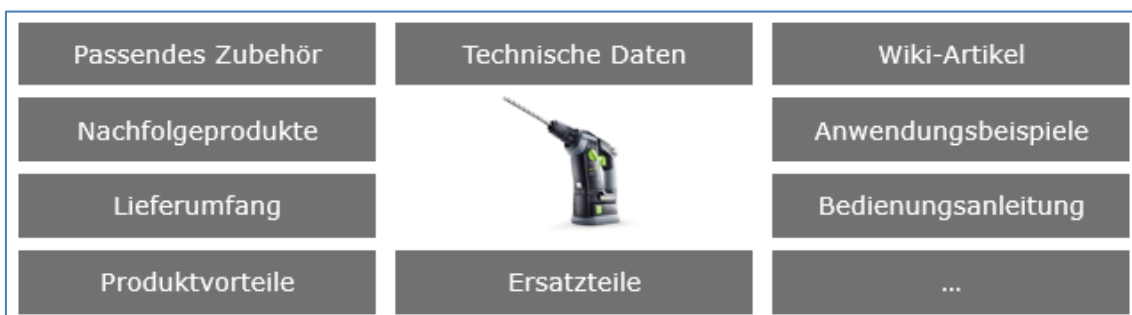 Passendes Zubehör
Technische Daten
Wiki-Artikel
Nachfolgeprodukte
Anwendungsbeispiele
Lieferumfang
Bedienungsanleitung
Produktvorteile
Ersatzteile
...